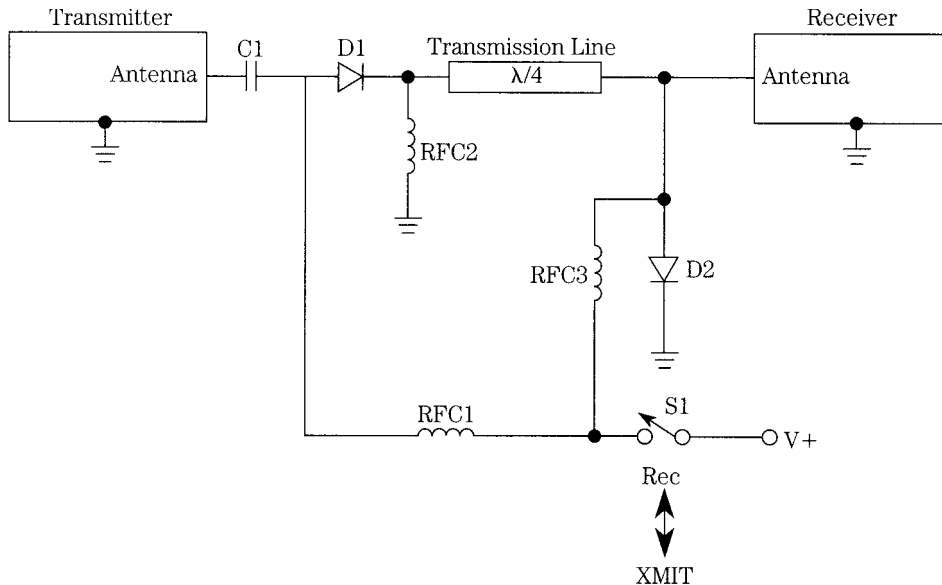 Transmitter
Receiver
C1
D1
Transmission Line
Antenna
λ/4
Antenna
RFC2
RFC3
D2
RFC1
S1
V+
Rec
XMIT